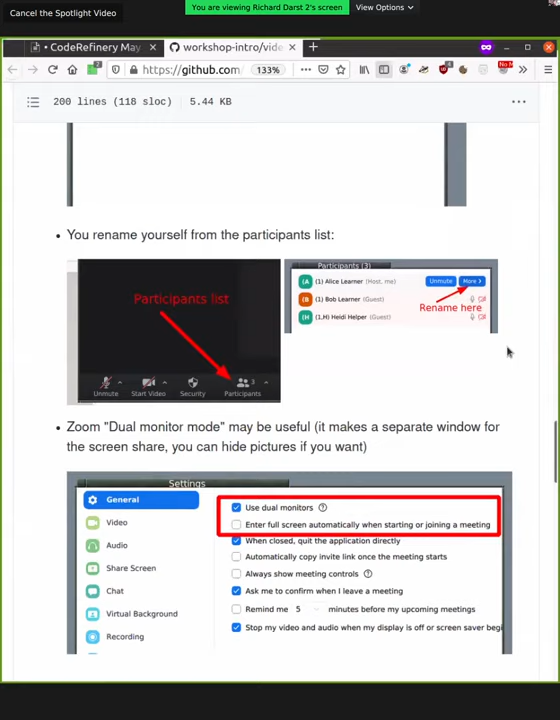 Cancel the Spotlight Video
You are viewing Richard Darst 2's screen
View Options
CodeRefinery May
workshop-intro/vide
https://github.com/
133%
200 lines (118 sloc) 5.44 KB
You rename yourself from the participants list:
Participants list
3
Unmute
Start Video
Security
Participants
Participants (3)
(A (1) Alice Learner (Host, me) Unmute More
(B (1) Bob Learner (Guest)
(H (1,H) Heidi Helper (Guest)
Rename here
Zoom "Dual monitor mode" may be useful (it makes a separate window for
the screen share, you can hide pictures if you want)
Settings
General
Video
Audio
Share Screen
Chat
Virtual Background
Recording
Use dual monitors
Enter full screen automatically when starting or joining a meeting
When closed, quit the application directly
Automatically copy invite link once the meeting starts
Always show meeting controls
Ask me to confirm when I leave a meeting
Remind me 5 minutes before my upcoming meetings
Stop my video and audio when my display is off or screen saver begi